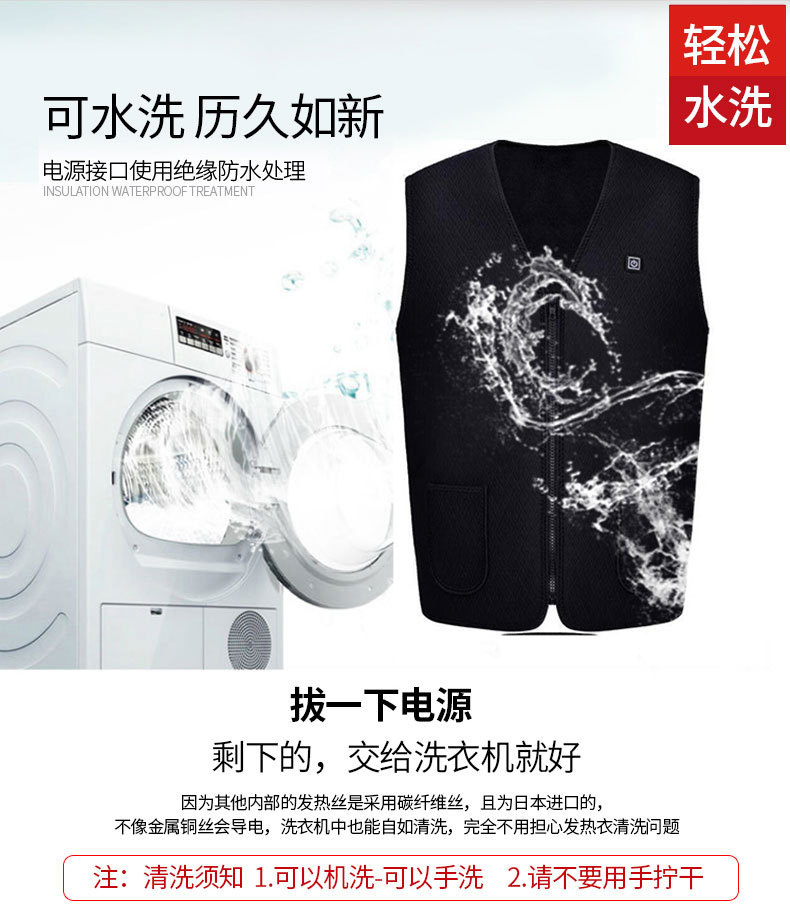 轻松
水洗
可水洗 历久如新
电源接口使用绝缘防水处理
INSULATION WATERPROOF TREATMENT
拔一下电源
剩下的，交给洗衣机就好
因为其他内部的发热丝是采用碳纤维丝，且为日本进口的，
不像金属铜丝会导电，洗衣机中也能自如清洗，完全不用担心发热衣清洗问题
注：清洗须知 1.可以机洗-可以手洗 2.请不要用手拧干